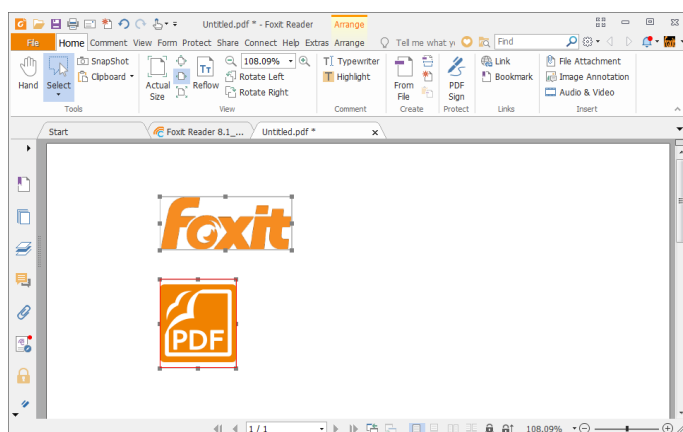 Untitled.pdf * - Foxit Reader
Arrange
File Home Comment View Form Protect Share Connect Help Extras Arrange Tell me what y Find
Hand
Select
SnapShot
Clipboard
Tools
Actual Size
Reflow
108.09%
Rotate Left
Rotate Right
View
Typewriter
Highlight
Comment
From File
Create
PDF Sign
Protect
Link
Bookmark
Links
File Attachment
Image Annotation
Audio & Video
Insert
Start
Foxit Reader 8.1_...
Untitled.pdf *
foxit
PDF
1 / 1
108.09%